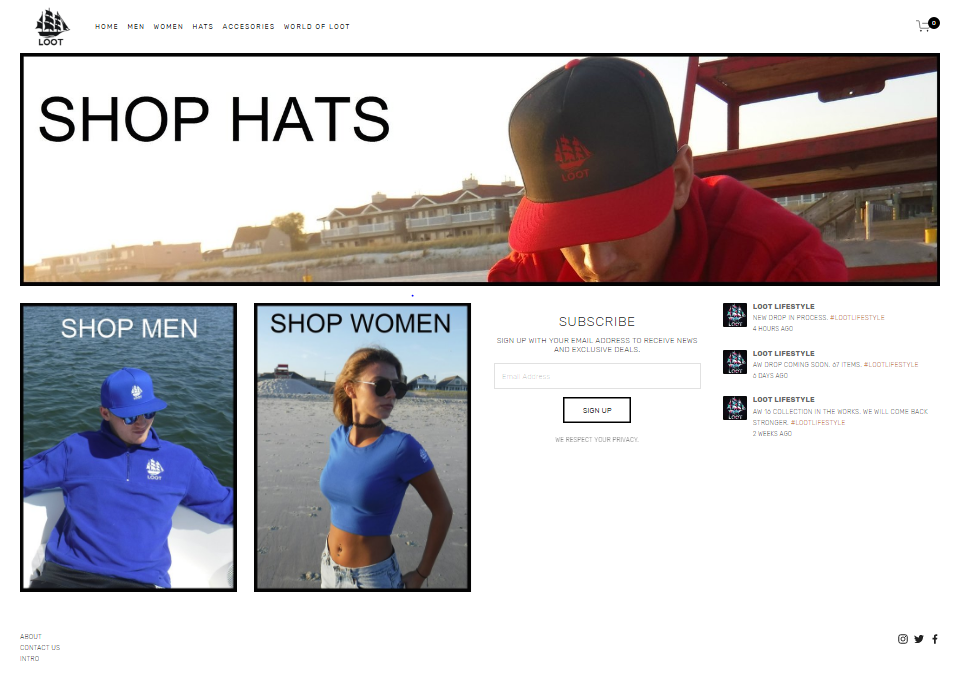 LOOT
HOME MEN WOMEN HATS ACCESORIES WORLD OF LOOT
0
SHOP HATS
LOOT
SHOP MEN
LOOT
SHOP WOMEN
SUBSCRIBE
SIGN UP WITH YOUR EMAIL ADDRESS TO RECEIVE NEWS
AND EXCLUSIVE DEALS.
Email Address
SIGN UP
WE RESPECT YOUR PRIVACY.
LOOT LIFESTYLE
NEW DROP IN PROCESS. #LOOTLIFESTYLE
4 HOURS AGO
LOOT LIFESTYLE
AW DROP COMING SOON. 67 ITEMS. #LOOTLIFESTYLE
6 DAYS AGO
LOOT LIFESTYLE
AW '16 COLLECTION IN THE WORKS. WE WILL COME BACK
STRONGER. #LOOTLIFESTYLE
2 WEEKS AGO
ABOUT
CONTACT US
INTRO